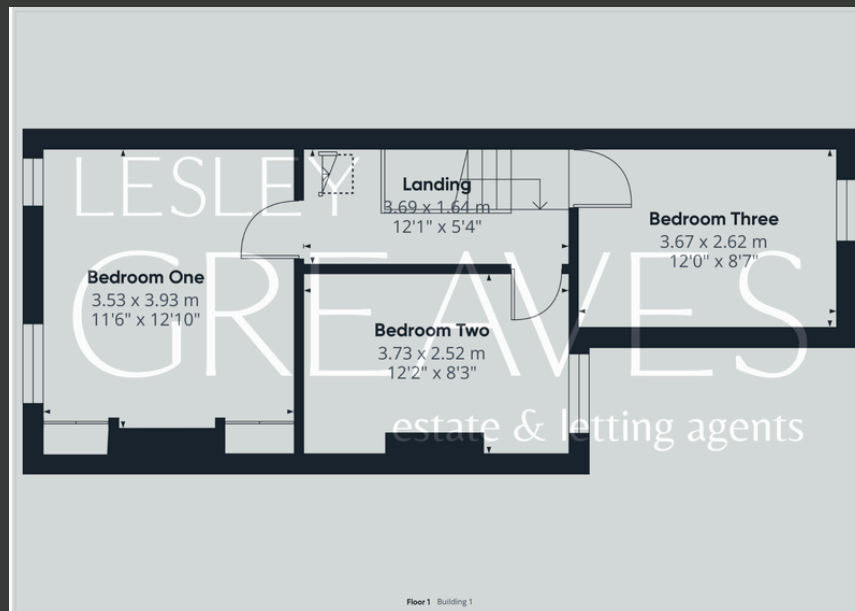 LESLEY
GREAVES
estate & letting agents
Landing
3.69 x 1.64 m
12'1" x 5'4"
Bedroom Three
3.67 x 2.62 m
12'0" x 8'7"
Bedroom One
3.53 x 3.93 m
11'6" x 12'10"
Bedroom Two
3.73 x 2.52 m
12'2" x 8'3"
Floor 1 Building 1